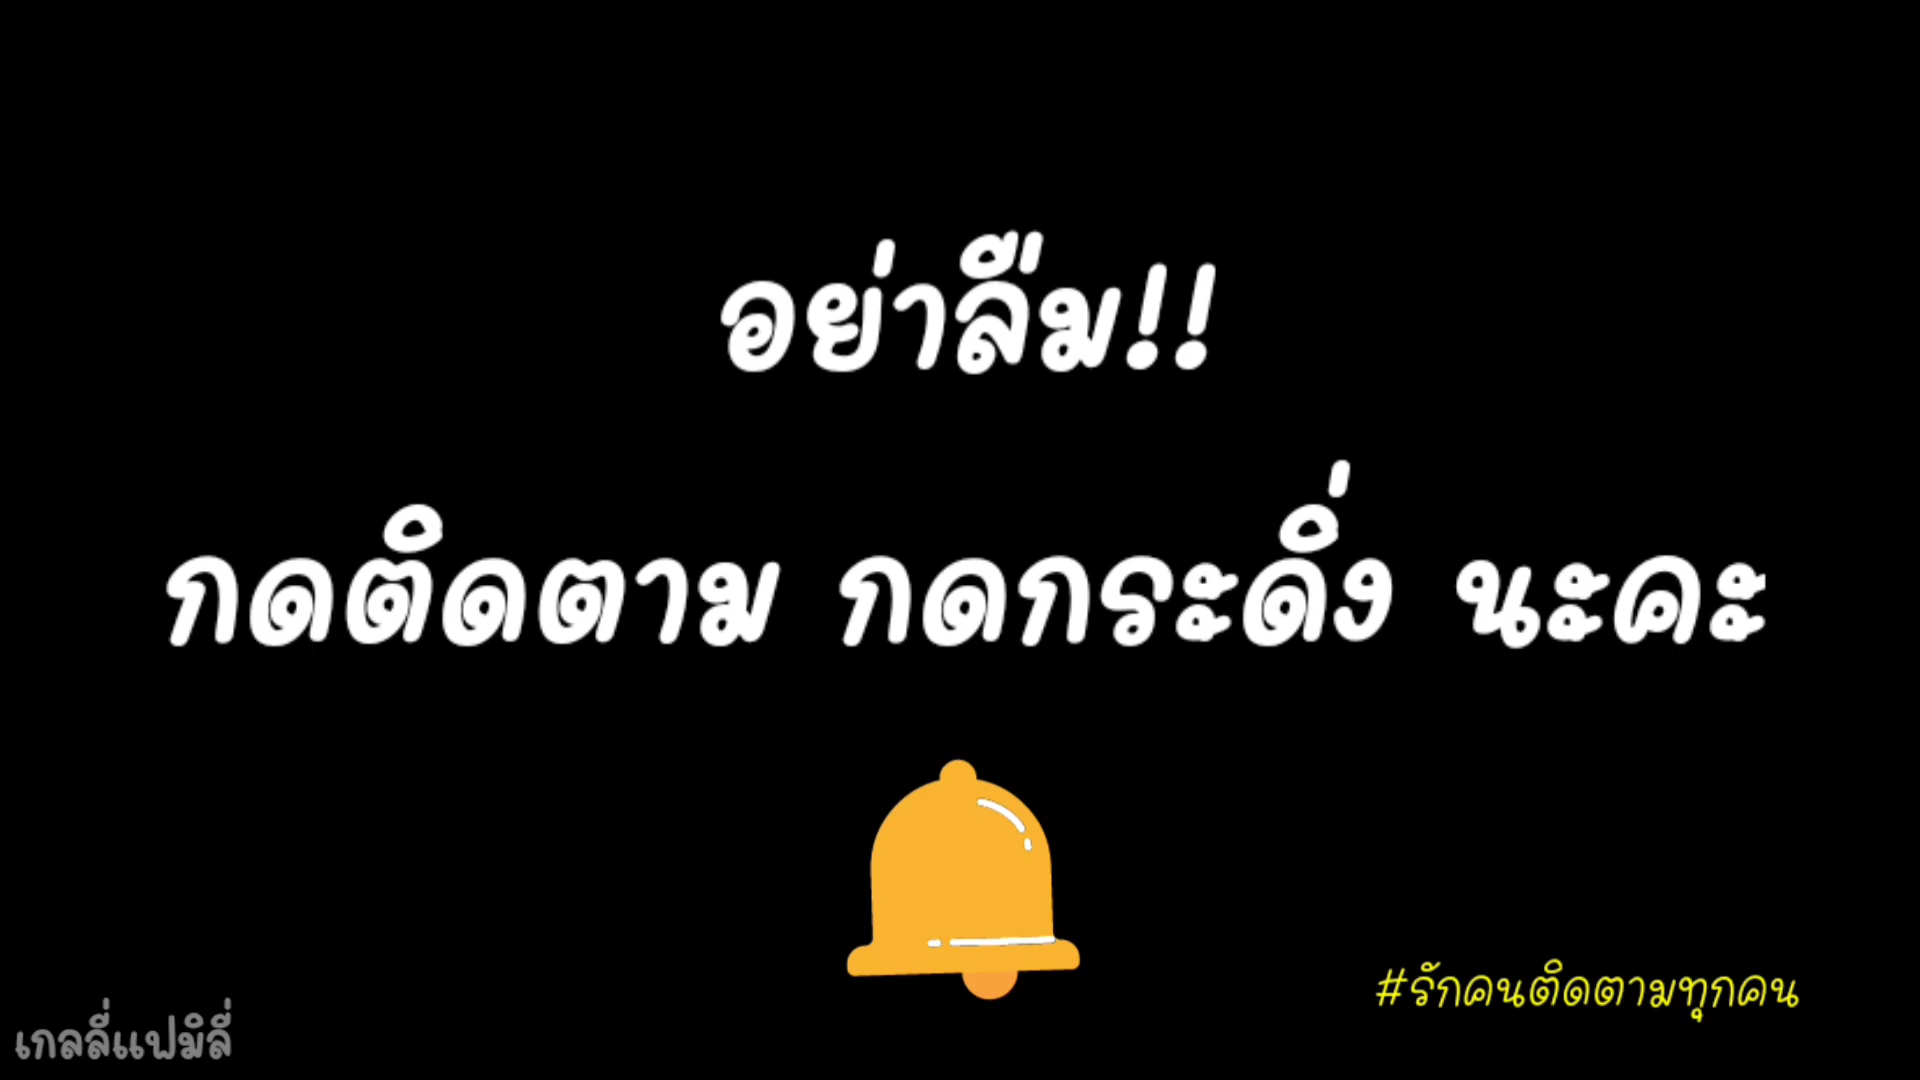 อย่าลืม!!
กดติดตาม กดกระดิ่ง นะคะ
#รักคนติดตามทุกคน
เกลลี่แฟมิลี่